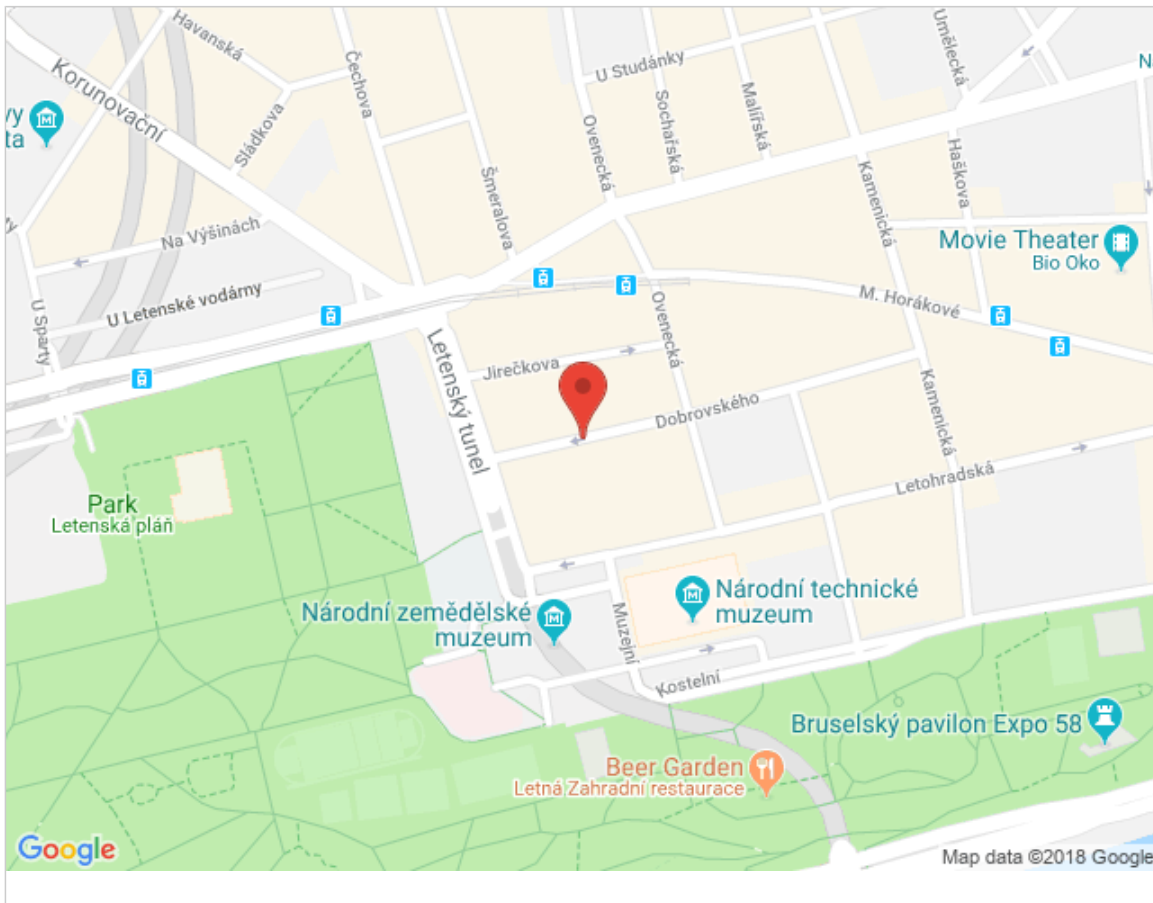 Havanská
Korunovační
Čechova
U Studánky
Umělecká
Sochařská
Malířská
Ovenecká
Sládkova
Šmeralova
Kamenická
Haškova
vy
ta
Na Výšinách
Movie Theater
Bio Oko
U Letenské vodárny
U Sparty
Ovenecká
M. Horákové
Letenský tunel
Jirečkova
Kamenická
Dobrovského
Letohradská
Park
Letenská pláň
Národní technické
muzeum
Národní zemědělské
muzeum
Muzejní
Kostelní
Bruselský pavilon Expo 58
Beer Garden
Letná Zahradní restaurace
Google
Map data ©2018 Google